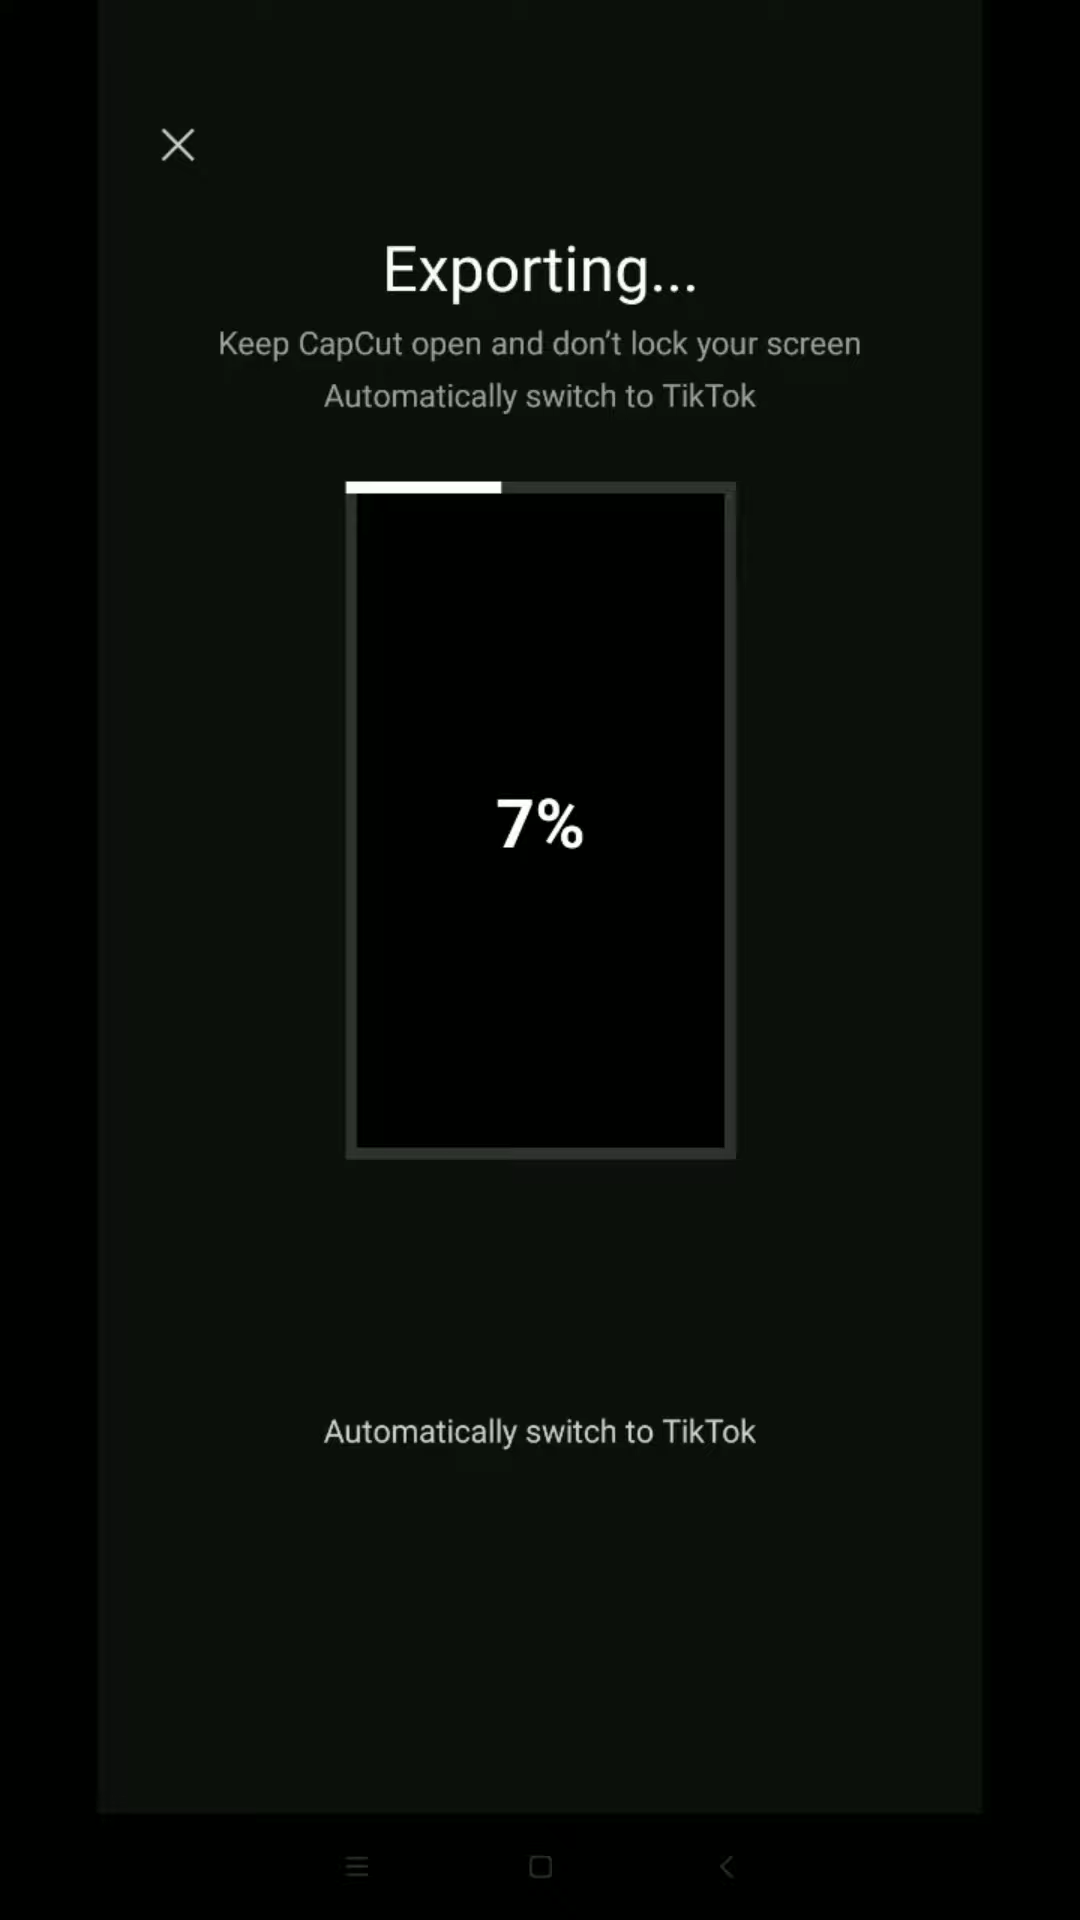 Exporting...
Keep CapCut open and don't lock your screen
Automatically switch to TikTok
7%
Automatically switch to TikTok